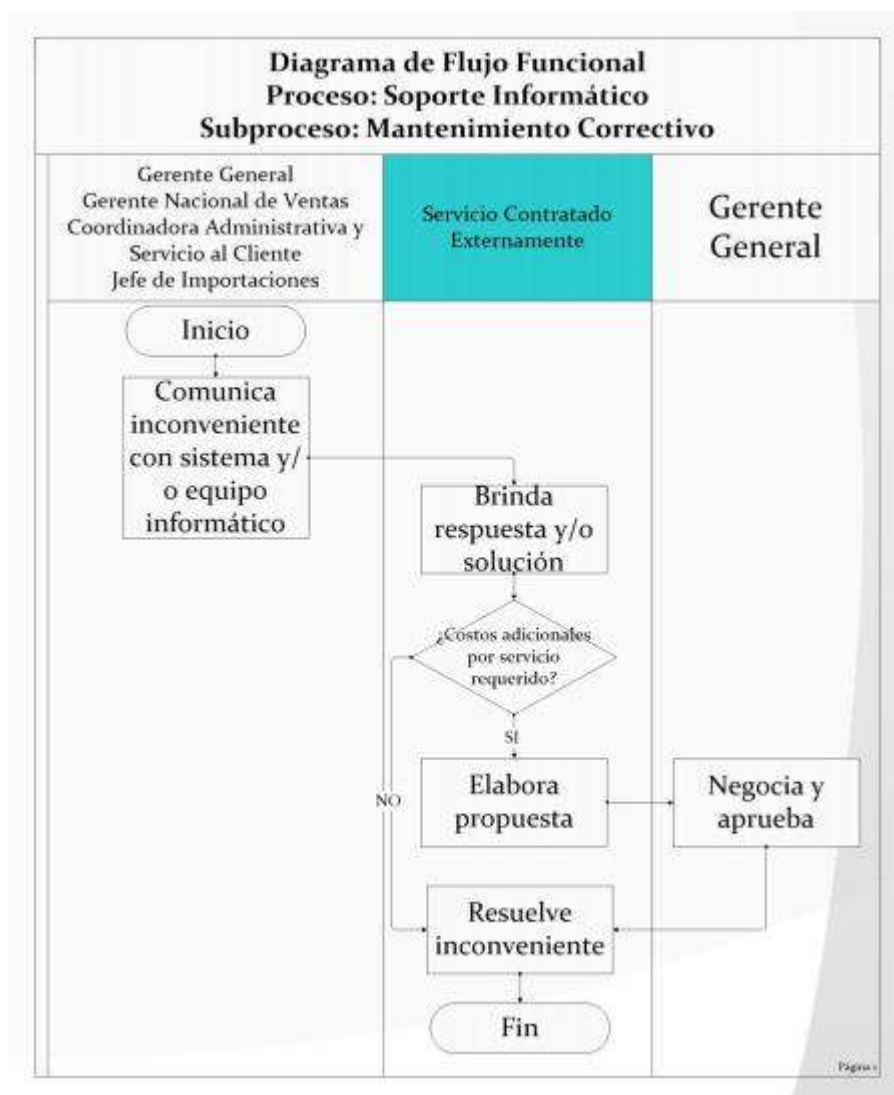 Diagrama de Flujo Funcional
Proceso: Soporte Informático
Subproceso: Mantenimiento Correctivo
Gerente General
Gerente Nacional de Ventas
Coordinadora Administrativa y
Servicio al Cliente
Jefe de Importaciones
Servicio Contratado
Externamente
Gerente
General
Inicio
Comunica
inconveniente
con sistema y/
o equipo
informático
Brinda
respuesta y/o
solución
¿Costos adicionales
por servicio
requerido?
SI
NO
Elabora
propuesta
Negocia y
aprueba
Resuelve
inconveniente
Fin
Página 1